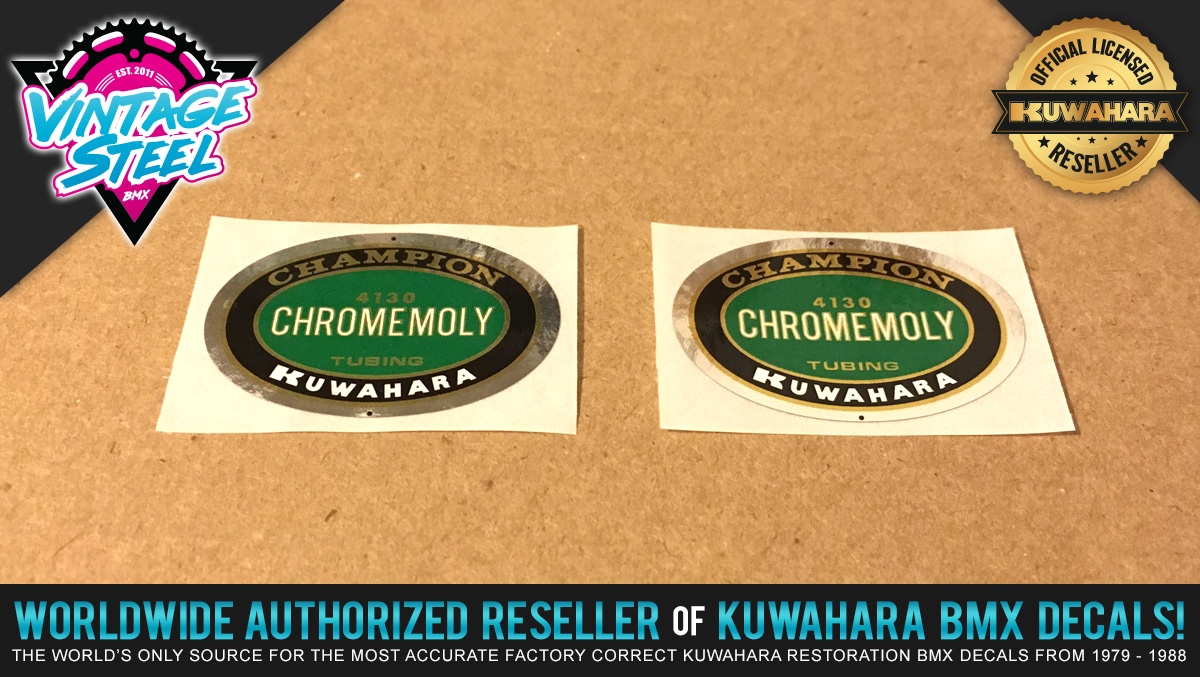 EST. 2011
VINTAGE
STEEL
BMX
OFFICIAL LICENSED
KUWAHARA
RESELLER
CHAMPION
4130
CHROMEMOLY
TUBING
KUWAHARA
CHAMPION
4130
CHROMEMOLY
TUBING
KUWAHARA
WORLDWIDE AUTHORIZED RESELLER OF KUWAHARA BMX DECALS!
THE WORLD'S ONLY SOURCE FOR THE MOST ACCURATE FACTORY CORRECT KUWAHARA RESTORATION BMX DECALS FROM 1979 - 1988